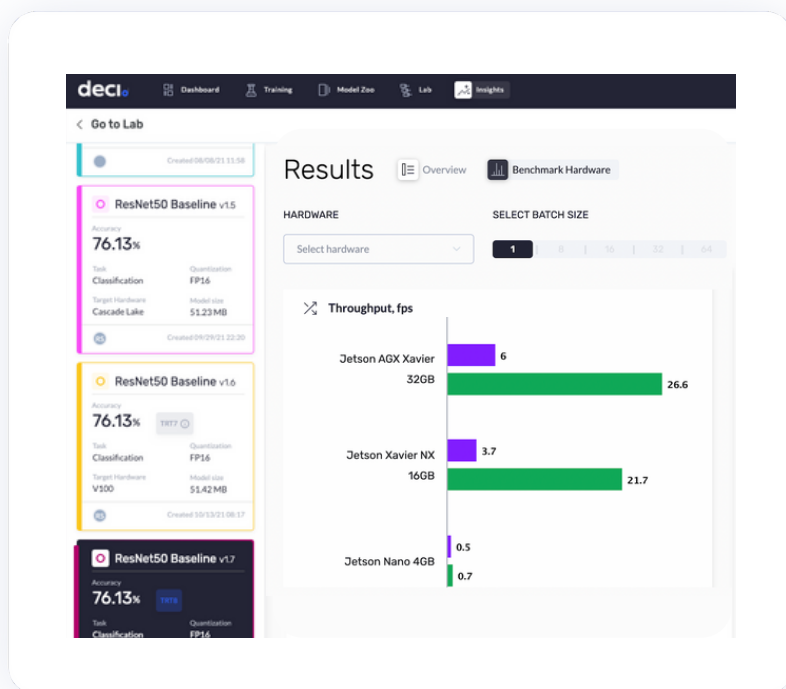 deci.
Dashboard
Training
Model Zoo
Lab
Insights
Go to Lab
Created 08/08/21 11:58
ResNet50 Baseline v1.5
Accuracy
76.13%
Task
Classification
Quantization
FP16
Target Hardware
Cascade Lake
Model size
51.23 MB
RS
Created 09/29/21 22:20
ResNet50 Baseline v1.6
Accuracy
76.13%
TRT7
Task
Classification
Quantization
FP16
Target Hardware
V100
Model size
51.42 MB
RS
Created 10/13/21 08:17
ResNet50 Baseline v1.7
Accuracy
76.13%
TRT8
Task
Classification
Quantization
FP16
Results
Overview
Benchmark Hardware
HARDWARE
SELECT BATCH SIZE
Select hardware
1 | 8 | 16 | 32 | 64
Throughput, fps
Jetson AGX Xavier
32GB
6
26.6
Jetson Xavier NX
16GB
3.7
21.7
Jetson Nano 4GB
0.5
0.7